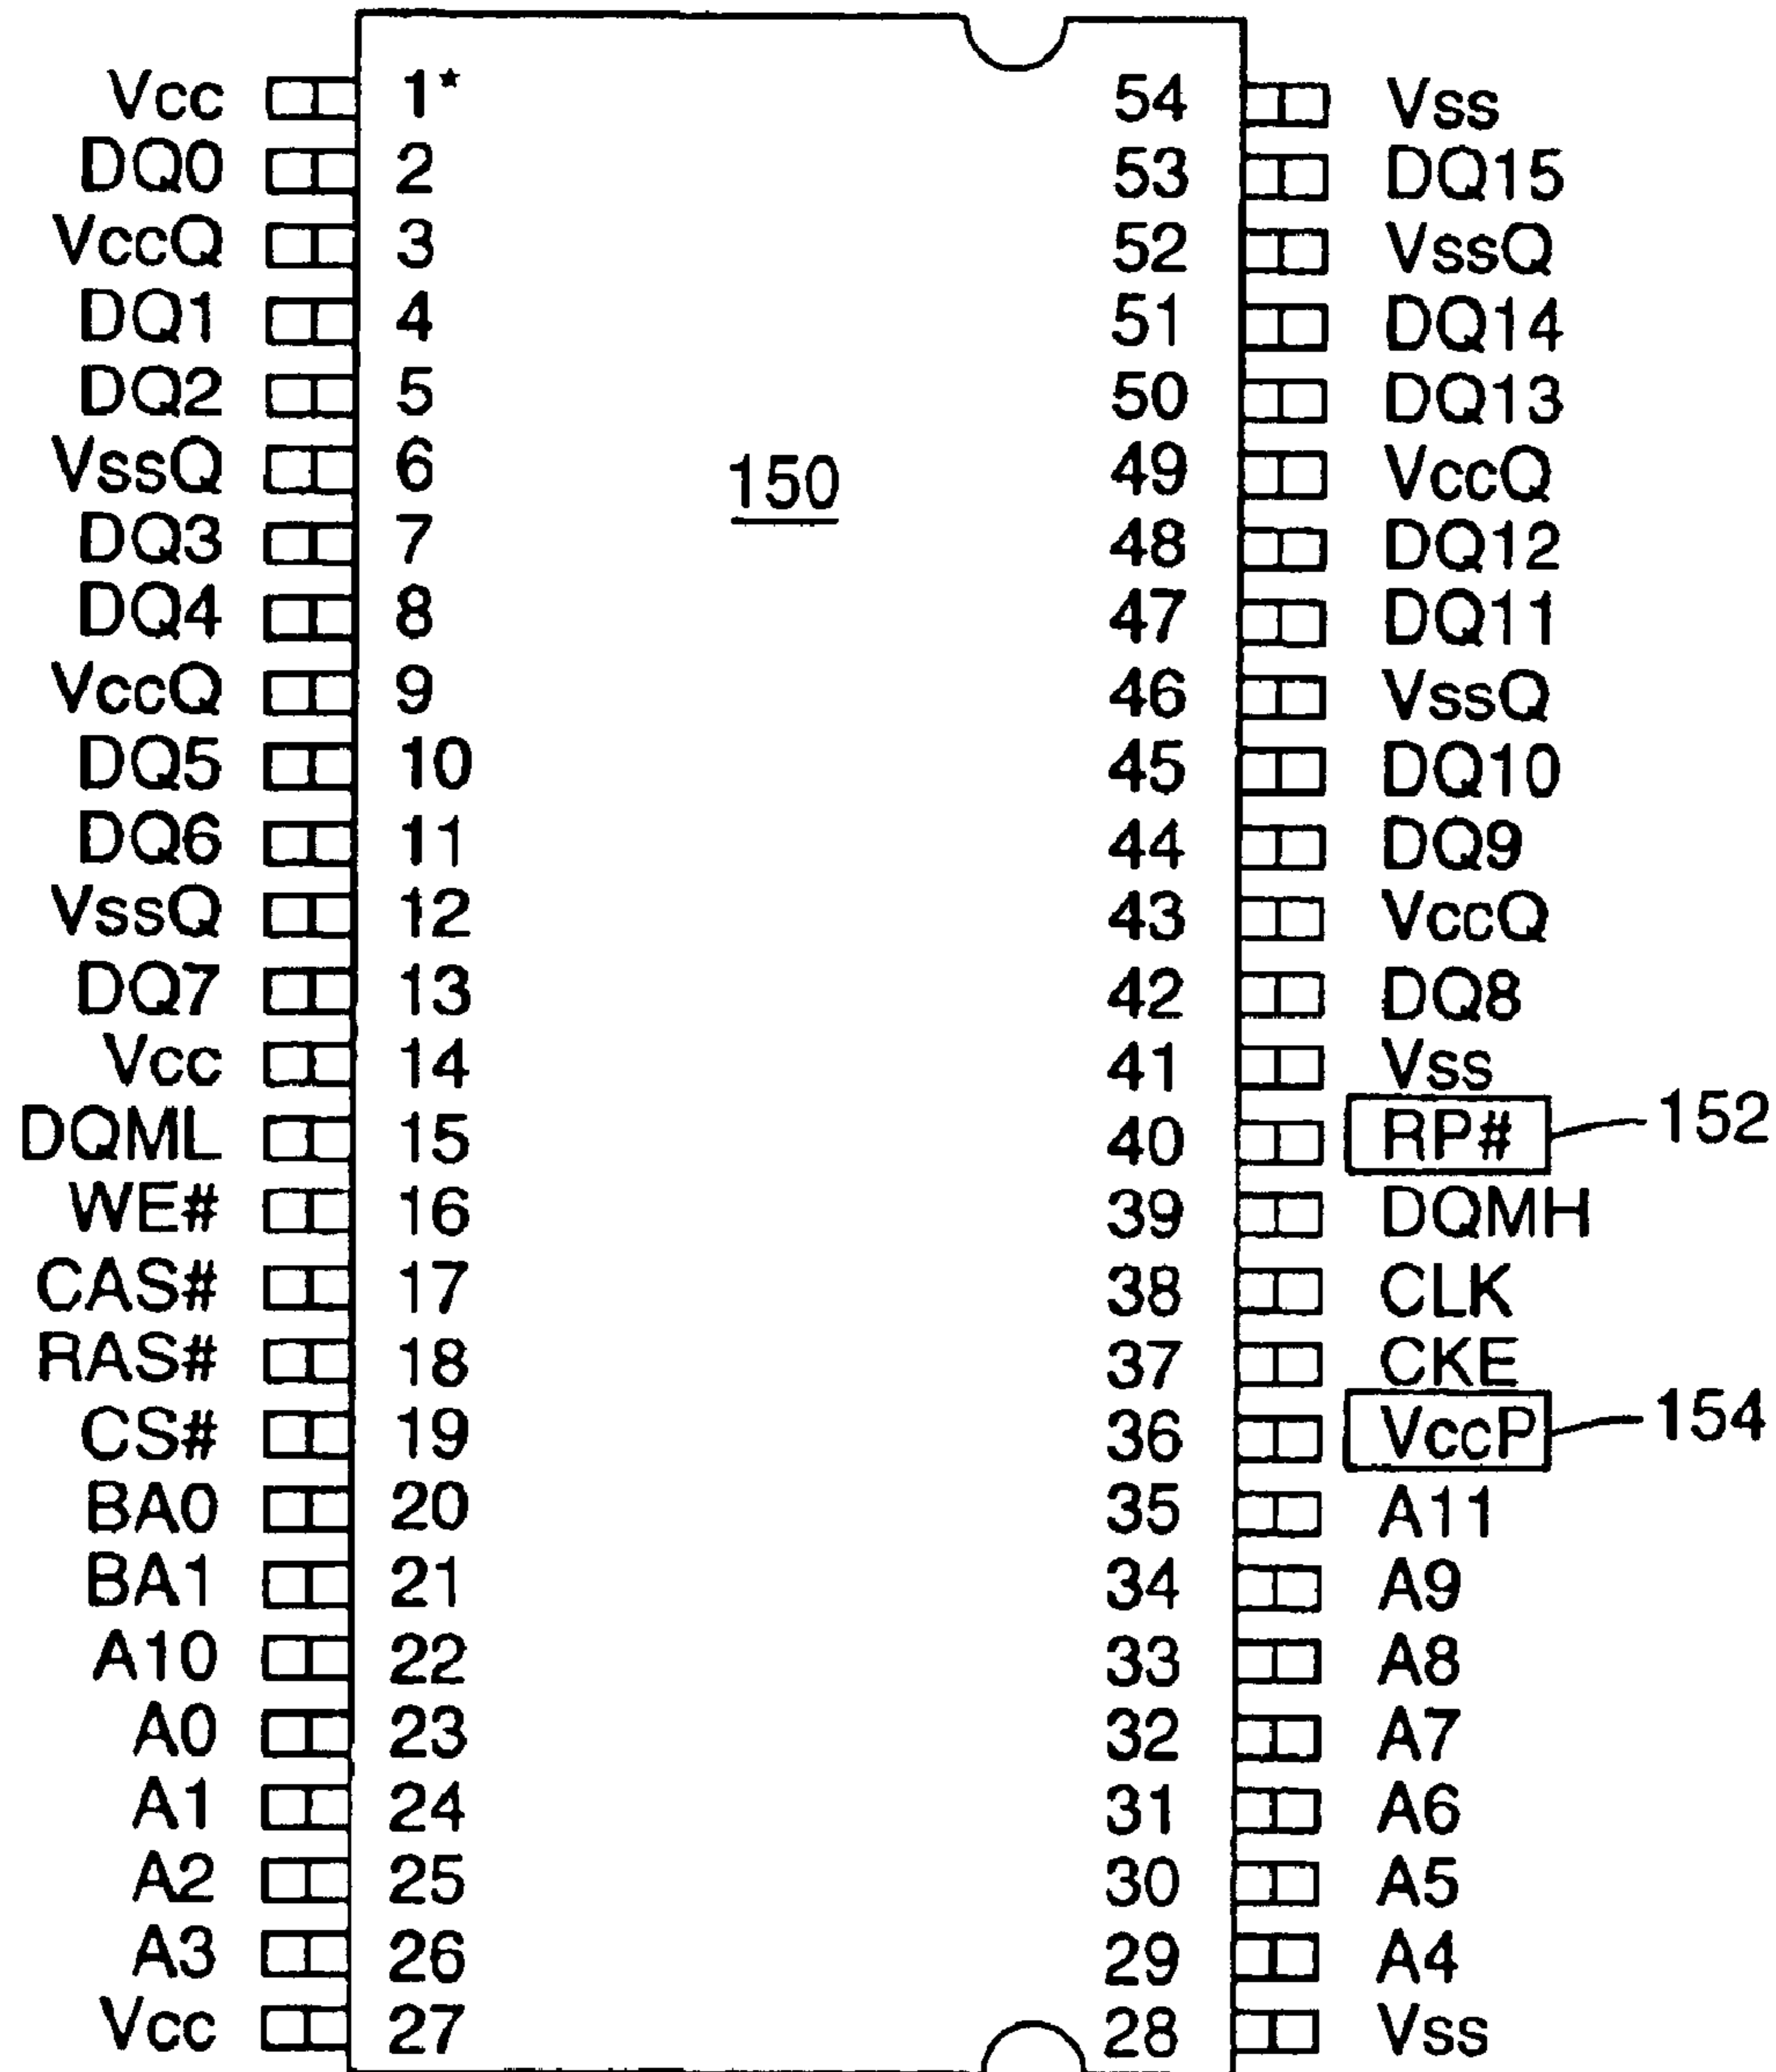 Vcc 1* 54 Vss
DQ0 2 53 DQ15
VccQ 3 52 VssQ
DQ1 4 51 DQ14
DQ2 5 50 DQ13
VssQ 6 150 49 VccQ
DQ3 7 48 DQ12
DQ4 8 47 DQ11
VccQ 9 46 VssQ
DQ5 10 45 DQ10
DQ6 11 44 DQ9
VssQ 12 43 VccQ
DQ7 13 42 DQ8
Vcc 14 41 Vss
DQML 15 40 RP# 152
WE# 16 39 DQMH
CAS# 17 38 CLK
RAS# 18 37 CKE
CS# 19 36 VccP 154
BA0 20 35 A11
BA1 21 34 A9
A10 22 33 A8
A0 23 32 A7
A1 24 31 A6
A2 25 30 A5
A3 26 29 A4
Vcc 27 28 Vss